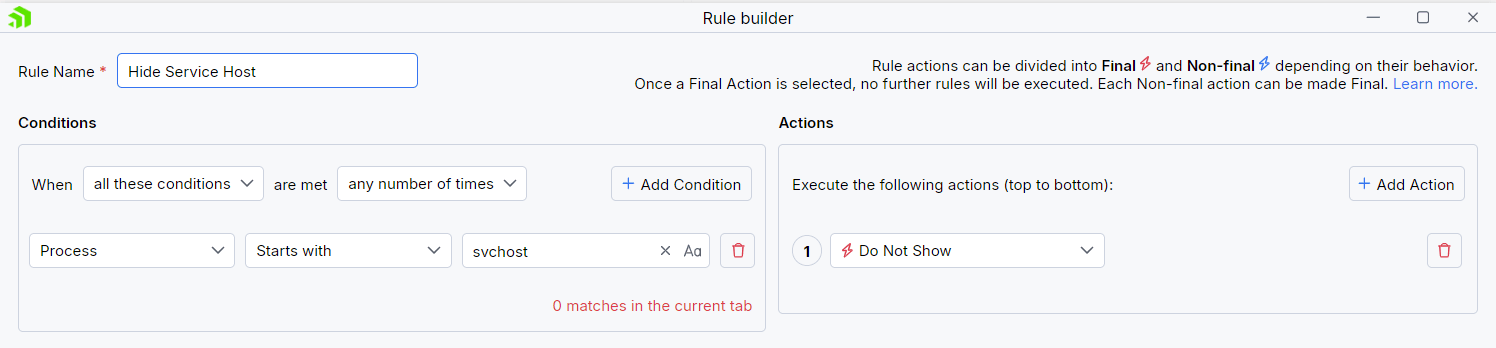 Rule builder
Rule Name * Hide Service Host
Rule actions can be divided into Final and Non-final depending on their behavior.
Once a Final Action is selected, no further rules will be executed. Each Non-final action can be made Final. Learn more.
Conditions
When all these conditions are met any number of times + Add Condition
Process Starts with svchost Aa
0 matches in the current tab
Actions
Execute the following actions (top to bottom): + Add Action
1 Do Not Show